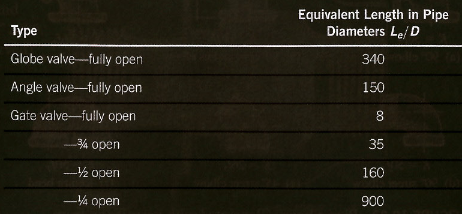 Equivalent Length in Pipe
Type Diameters Le/D
Globe valve—fully open 340
Angle valve—fully open 150
Gate valve—fully open 8
—¾ open 35
—½ open 160
—¼ open 900